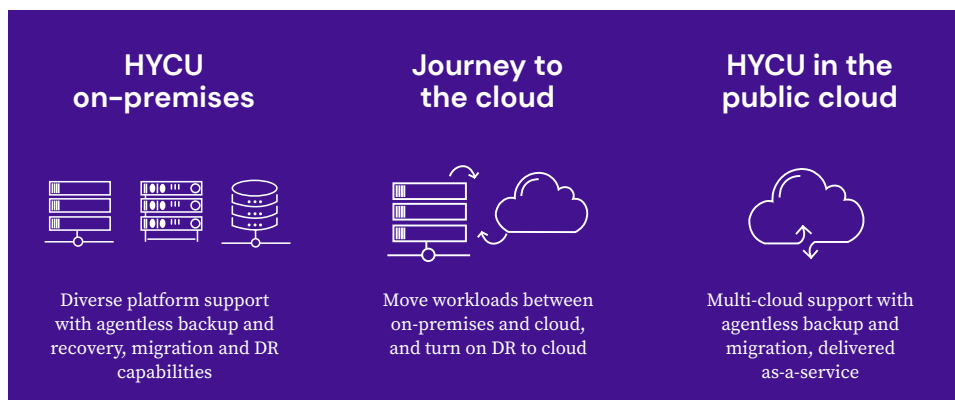 HYCU
on-premises
Diverse platform support
with agentless backup and
recovery, migration and DR
capabilities
Journey to
the cloud
Move workloads between
on-premises and cloud,
and turn on DR to cloud
HYCU in the
public cloud
Multi-cloud support with
agentless backup and
migration, delivered
as-a-service